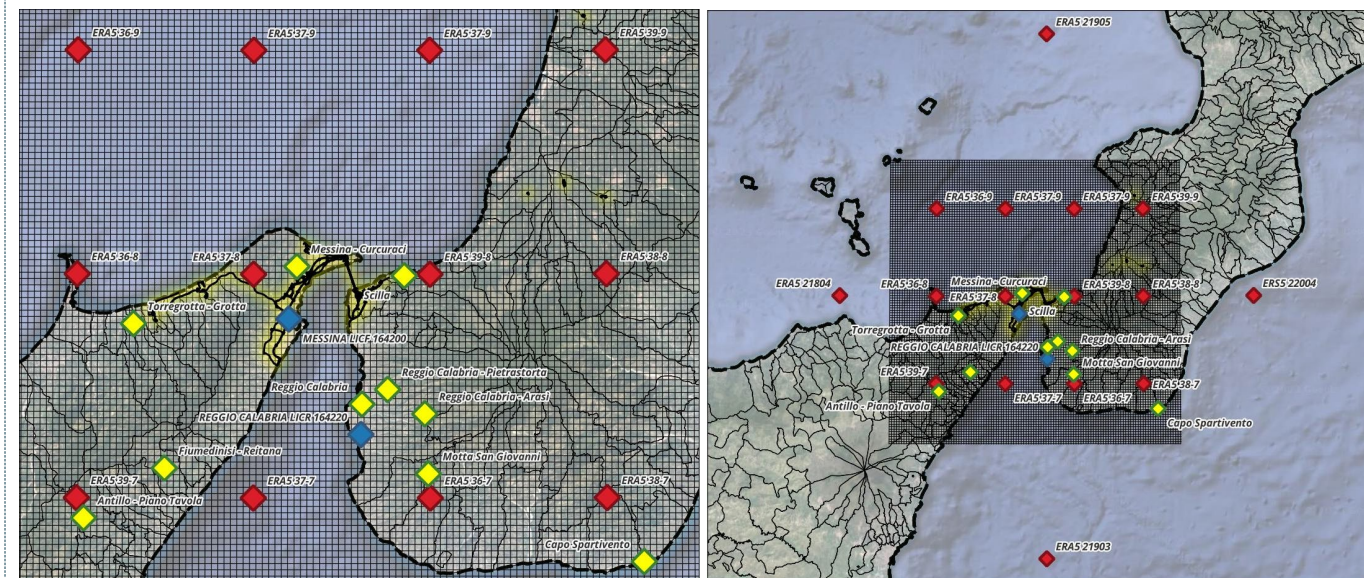 ERA5 36-9
ERA5 37-9
ERA5 37-9
ERA5 39-9
ERA5 36-8
ERA5 37-8
Messina - Curcuraci
ERA5 39-8
ERA5 38-8
Torregrotta - Grotta
Scilla
MESSINA LICF 164200
Reggio Calabria
Reggio Calabria - Pietrastorta
Reggio Calabria - Arasi
REGGIO CALABRIA LICR 164220
Fiumedinisi - Reitana
Motta San Giovanni
ERA5 39-7
Antillo - Piano Tavola
ERA5 37-7
ERA5 36-7
ERA5 38-7
Capo Spartivento
ERA5 21905
ERA5 36-9
ERA5 37-9
ERA5 37-9
ERA5 39-9
ERA5 21804
ERA5 36-8
Messina - Curcuraci
ERA5 37-8
ERA5 39-8
ERA5 38-8
ERS5 22004
Scilla
Torregrotta - Grotta
REGGIO CALABRIA LICR 164220
Reggio Calabria - Arasi
Motta San Giovanni
ERA5 39-7
Antillo - Piano Tavola
ERA5 37-7
ERA5 36-7
ERA5 38-7
Capo Spartivento
ERA5 21903